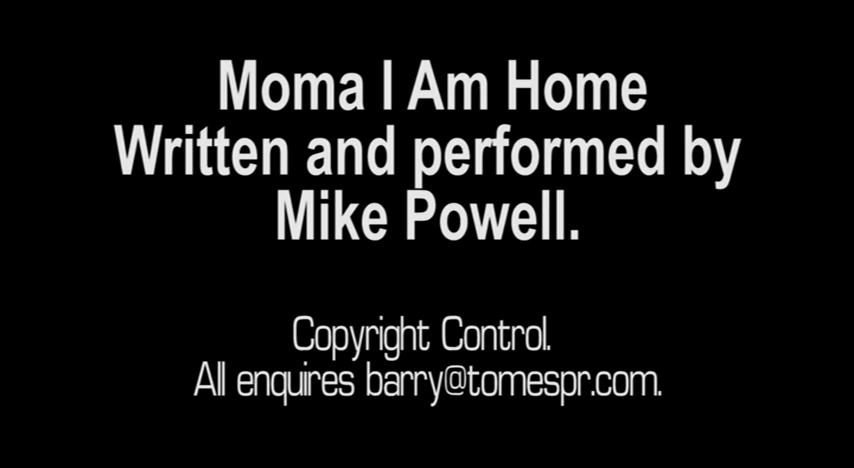 Moma I Am Home
Written and performed by
Mike Powell.
Copyright Control.
All enquires barry@tomespr.com.